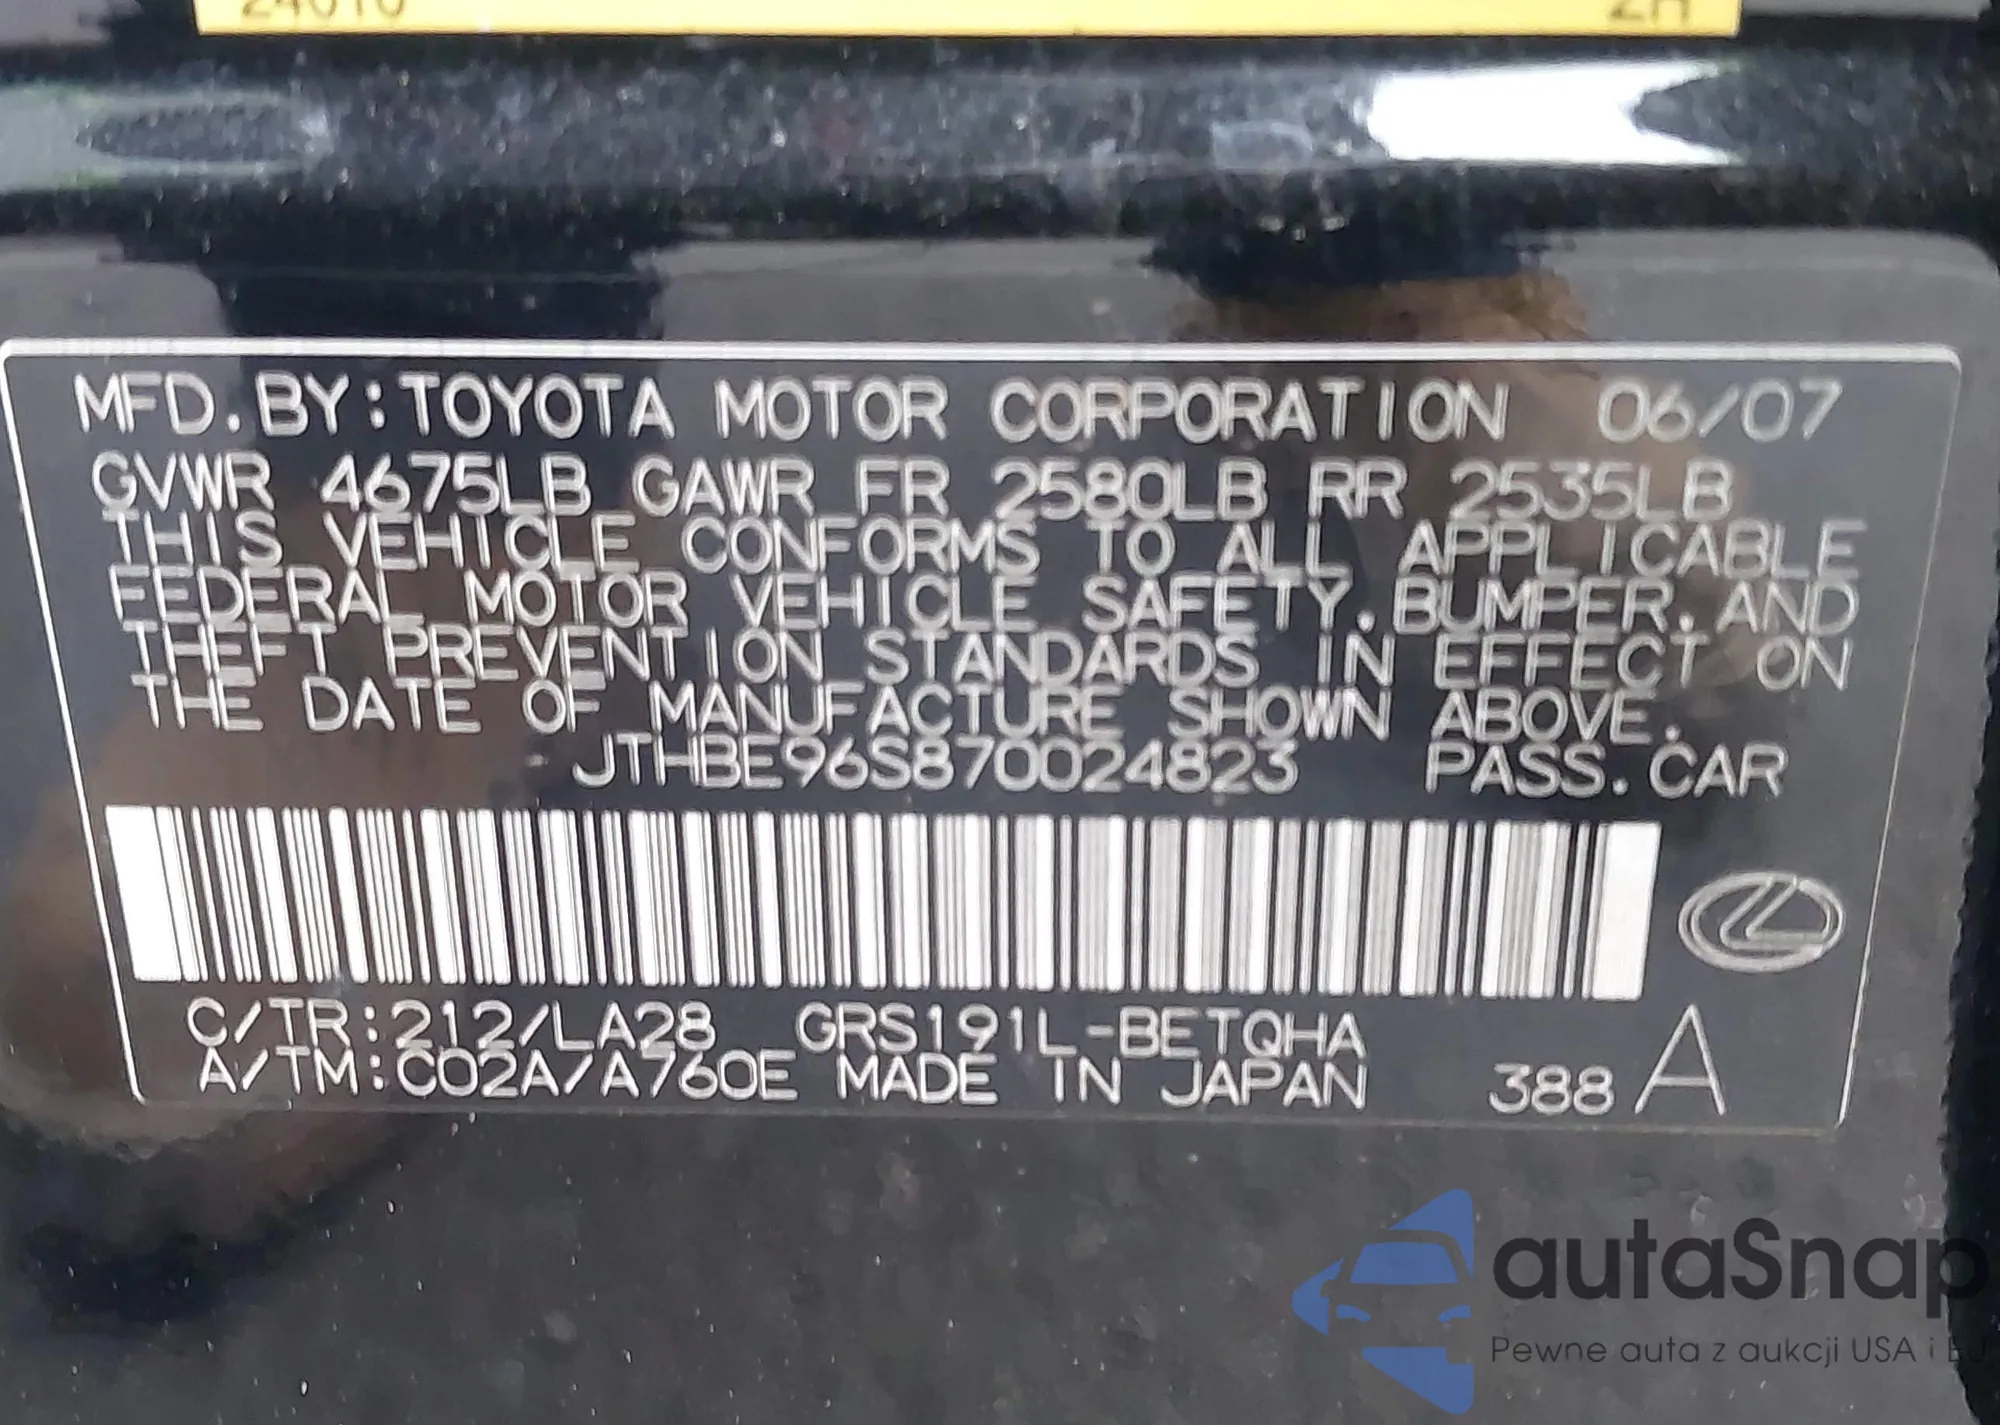 24010 2H
MFD. BY: TOYOTA MOTOR CORPORATION 06/07
GVWR 4675LB GAWR FR 2580LB RR 2535LB
THIS VEHICLE CONFORMS TO ALL APPLICABLE
FEDERAL MOTOR VEHICLE SAFETY, BUMPER, AND
THEFT PREVENTION STANDARDS IN EFFECT ON
THE DATE OF MANUFACTURE SHOWN ABOVE.
JTHBE96S870024823 PASS. CAR
C/TR: 212/LA28 GRS191L-BETQHA
A/TM: C02A/A760E MADE IN JAPAN 388 A
autaSnap
Pewne auta z aukcji USA i EU